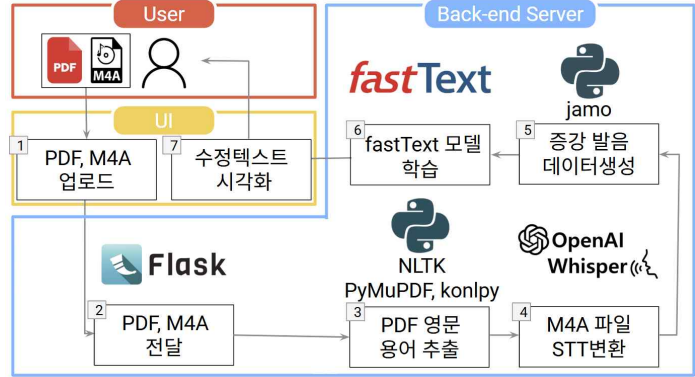 User
Back-end Server
PDF
M4A
fastText
jamo
UI
1
PDF, M4A
업로드
7
수정텍스트
시각화
6
fastText 모델
학습
5
증강 발음
데이터생성
Flask
NLTK
PyMuPDF, konlpy
OpenAI
Whisper
2
PDF, M4A
전달
3
PDF 영문
용어 추출
4
M4A 파일
STT변환